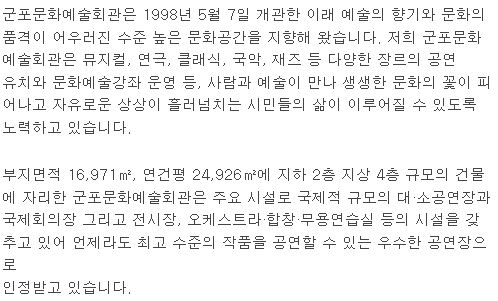 군포문화예술회관은 1998년 5월 7일 개관한 이래 예술의 향기와 문화의
품격이 어우러진 수준 높은 문화공간을 지향해 왔습니다. 저희 군포문화
예술회관은 뮤지컬, 연극, 클래식, 국악, 재즈 등 다양한 장르의 공연
유치와 문화예술강좌 운영 등, 사람과 예술이 만나 생생한 문화의 꽃이 피
어나고 자유로운 상상이 흘러넘치는 시민들의 삶이 이루어질 수 있도록
노력하고 있습니다.
부지면적 16,971㎡, 연건평 24,926㎡에 지하 2층 지상 4층 규모의 건물
에 자리한 군포문화예술회관은 주요 시설로 국제적 규모의 대·소공연장과
국제회의장 그리고 전시장, 오케스트라·합창·무용연습실 등의 시설을 갖
추고 있어 언제라도 최고 수준의 작품을 공연할 수 있는 우수한 공연장으
로
인정받고 있습니다.